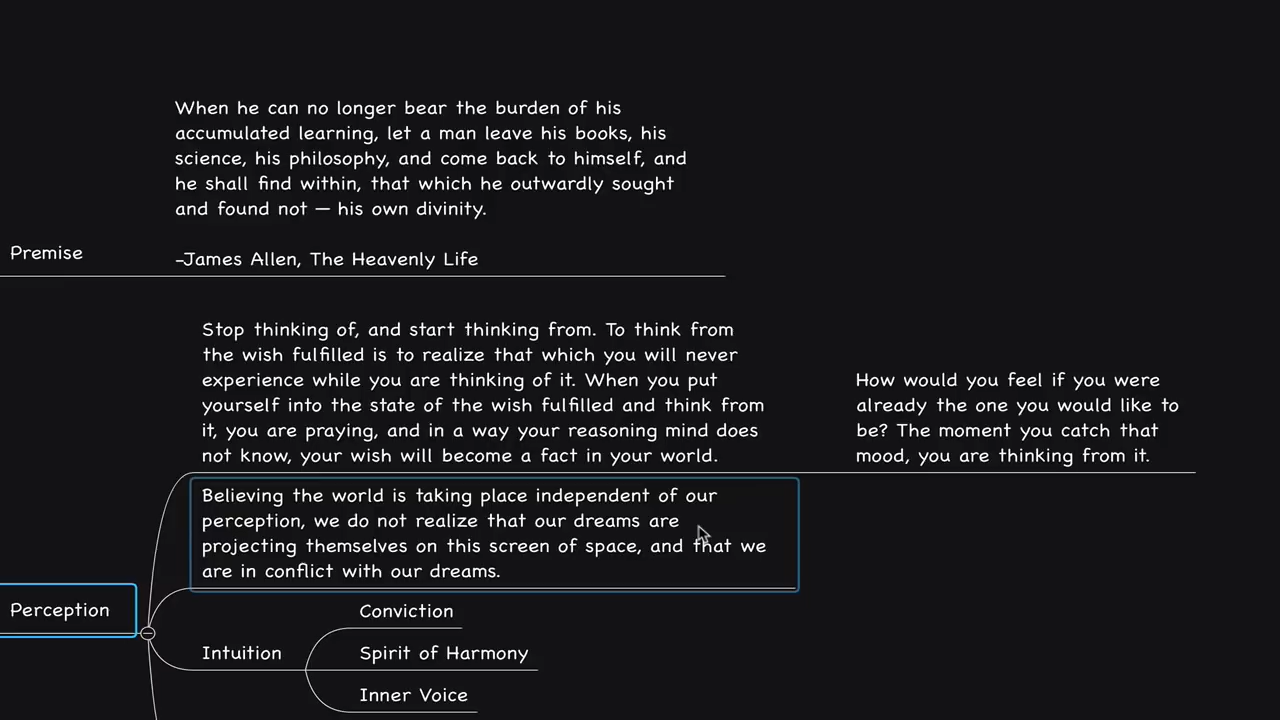 When he can no longer bear the burden of his
accumulated learning, let a man leave his books, his
science, his philosophy, and come back to himself, and
he shall find within, that which he outwardly sought
and found not — his own divinity.
Premise
–James Allen, The Heavenly Life
Stop thinking of, and start thinking from. To think from
the wish fulfilled is to realize that which you will never
experience while you are thinking of it. When you put
yourself into the state of the wish fulfilled and think from
it, you are praying, and in a way your reasoning mind does
not know, your wish will become a fact in your world.
How would you feel if you were
already the one you would like to
be? The moment you catch that
mood, you are thinking from it.
Believing the world is taking place independent of our
perception, we do not realize that our dreams are
projecting themselves on this screen of space, and that we
are in conflict with our dreams.
Perception
Conviction
Intuition
Spirit of Harmony
Inner Voice